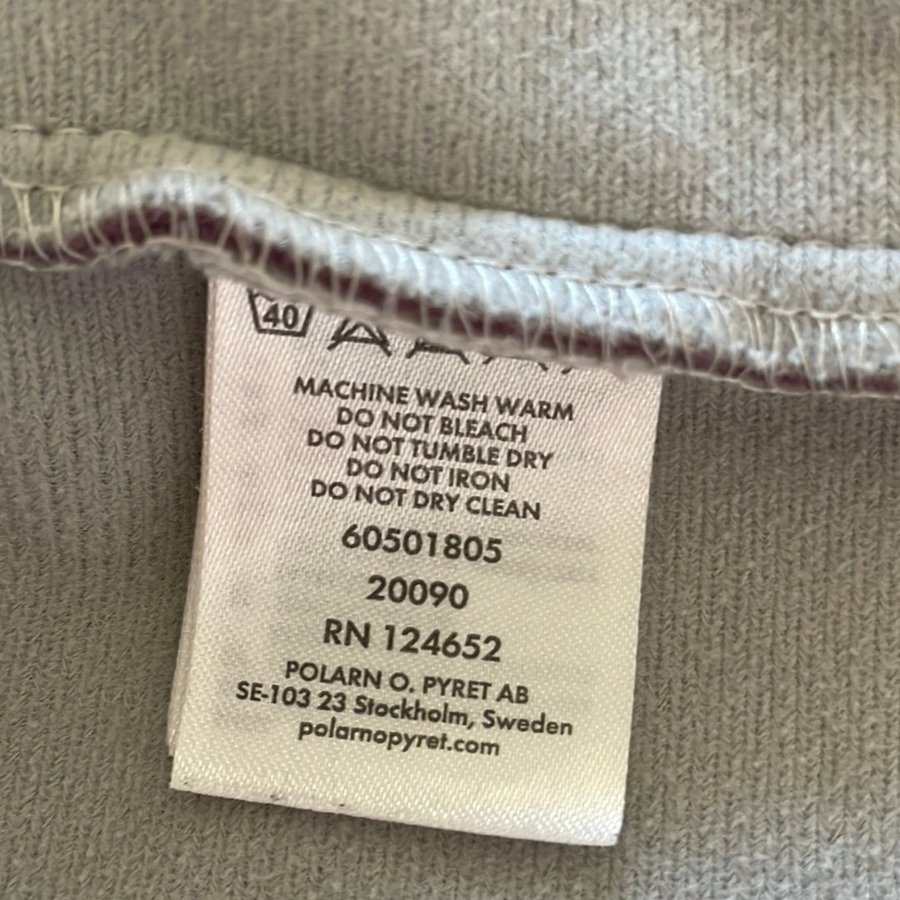 40
MACHINE WASH WARM
DO NOT BLEACH
DO NOT TUMBLE DRY
DO NOT IRON
DO NOT DRY CLEAN
60501805
20090
RN 124652
POLARN O. PYRET AB
SE-103 23 Stockholm, Sweden
polarnopyret.com